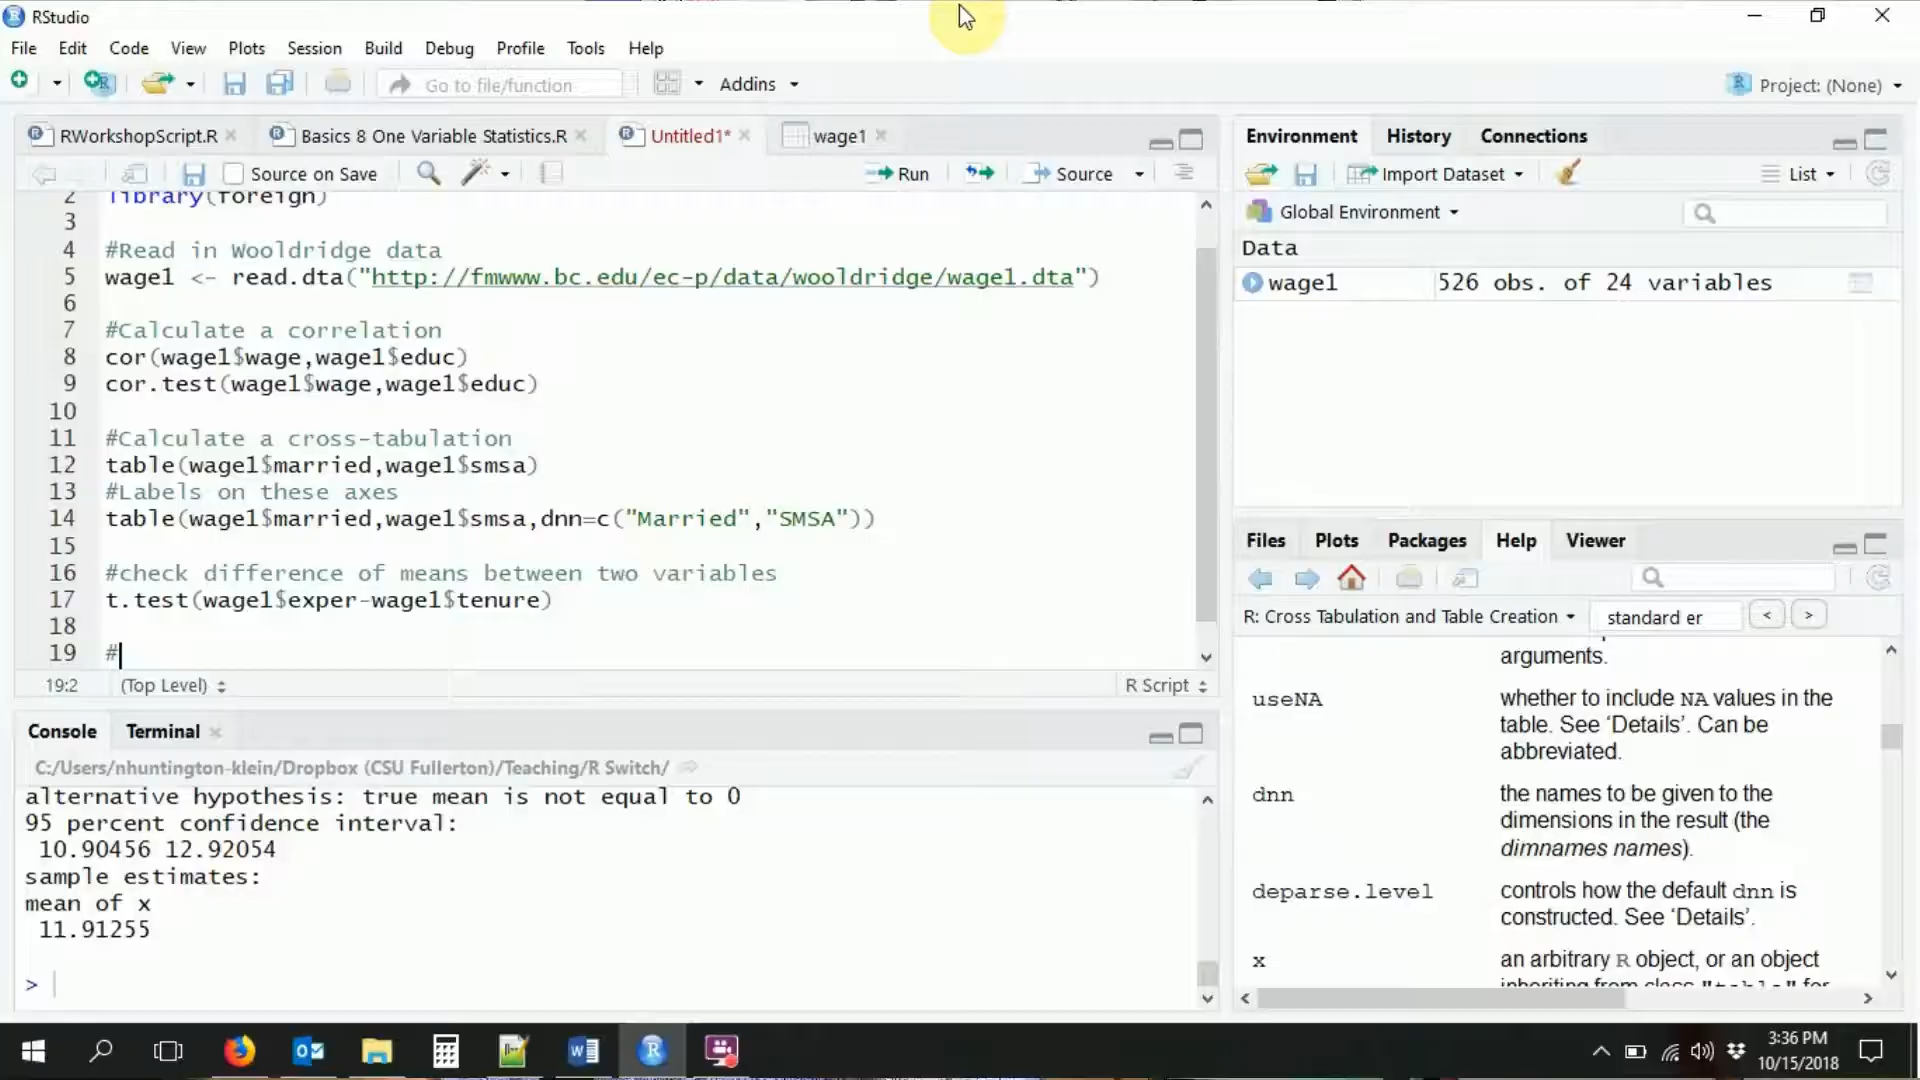 RStudio
File Edit Code View Plots Session Build Debug Profile Tools Help
Go to file/function Addins Project: (None)
RWorkshopScript.R Basics 8 One Variable Statistics.R Untitled1* wage1
Source on Save Run Source
2 library(foreign)
3
4 #Read in Wooldridge data
5 wage1 <- read.dta("http://fmwww.bc.edu/ec-p/data/wooldridge/wage1.dta")
6
7 #Calculate a correlation
8 cor(wage1$wage,wage1$educ)
9 cor.test(wage1$wage,wage1$educ)
10
11 #Calculate a cross-tabulation
12 table(wage1$married,wage1$smsa)
13 #Labels on these axes
14 table(wage1$married,wage1$smsa,dnn=c("Married","SMSA"))
15
16 #check difference of means between two variables
17 t.test(wage1$exper-wage1$tenure)
18
19 #
19:2 (Top Level) R Script
Console Terminal
C:/Users/nhuntington-klein/Dropbox (CSU Fullerton)/Teaching/R Switch/
alternative hypothesis: true mean is not equal to 0
95 percent confidence interval:
10.90456 12.92054
sample estimates:
mean of x
11.91255
>
Environment History Connections
Import Dataset List
Global Environment
Data
wage1 526 obs. of 24 variables
Files Plots Packages Help Viewer
R: Cross Tabulation and Table Creation standard er < >
arguments.
useNA whether to include NA values in the
table. See ‘Details’. Can be
abbreviated.
dnn the names to be given to the
dimensions in the result (the
dimnames names).
deparse.level controls how the default dnn is
constructed. See ‘Details’.
x an arbitrary R object, or an object
inheriting from class "table" for
3:36 PM
10/15/2018